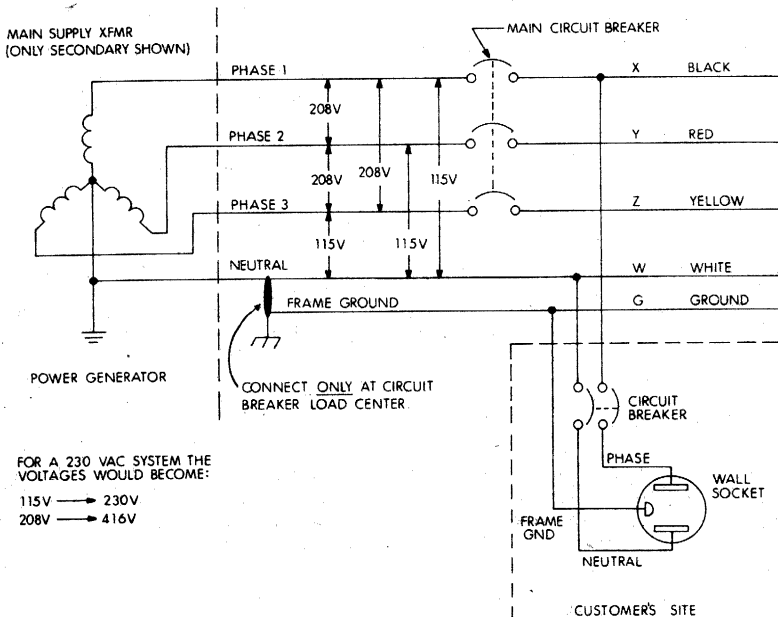 MAIN SUPPLY XFMR
(ONLY SECONDARY SHOWN)
MAIN CIRCUIT BREAKER
PHASE 1
X
BLACK
208V
PHASE 2
Y
RED
208V
208V
115V
PHASE 3
Z
YELLOW
115V
115V
NEUTRAL
W
WHITE
FRAME GROUND
G
GROUND
POWER GENERATOR
CONNECT ONLY AT CIRCUIT
BREAKER LOAD CENTER
CIRCUIT
BREAKER
FOR A 230 VAC SYSTEM THE
VOLTAGES WOULD BECOME:
115V 230V
208V 416V
PHASE
WALL
SOCKET
FRAME
GND
NEUTRAL
CUSTOMER'S SITE